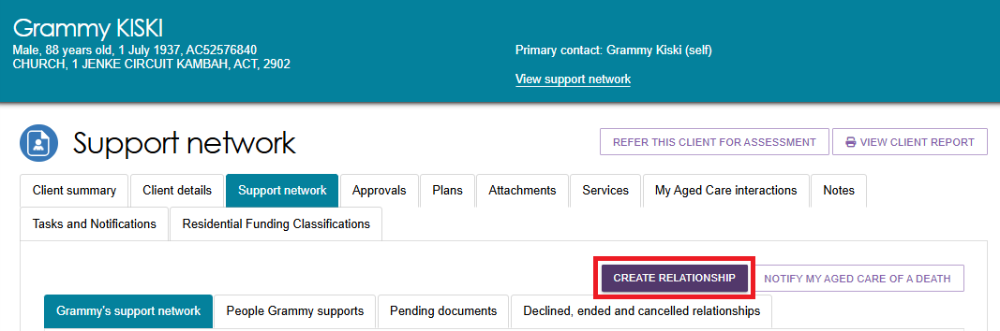 Grammy KISKI
Male, 88 years old, 1 July 1937, AC52576840
CHURCH, 1 JENKE CIRCUIT KAMBAH, ACT, 2902
Primary contact: Grammy Kiski (self)
View support network
Support network
REFER THIS CLIENT FOR ASSESSMENT
VIEW CLIENT REPORT
Client summary
Client details
Support network
Approvals
Plans
Attachments
Services
My Aged Care interactions
Notes
Tasks and Notifications
Residential Funding Classifications
CREATE RELATIONSHIP
NOTIFY MY AGED CARE OF A DEATH
Grammy's support network
People Grammy supports
Pending documents
Declined, ended and cancelled relationships